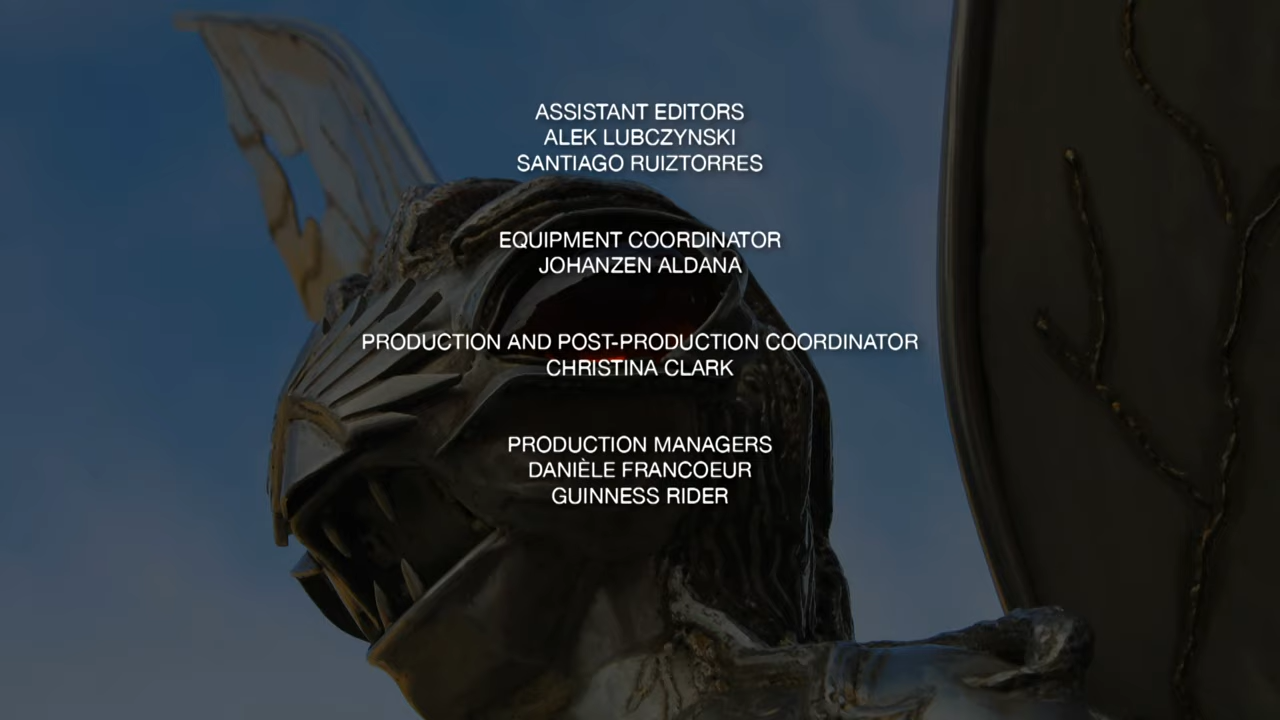 ASSISTANT EDITORS
ALEK LUBCZYNSKI
SANTIAGO RUIZTORRES
EQUIPMENT COORDINATOR
JOHANZEN ALDANA
PRODUCTION AND POST-PRODUCTION COORDINATOR
CHRISTINA CLARK
PRODUCTION MANAGERS
DANIÈLE FRANCOEUR
GUINNESS RIDER